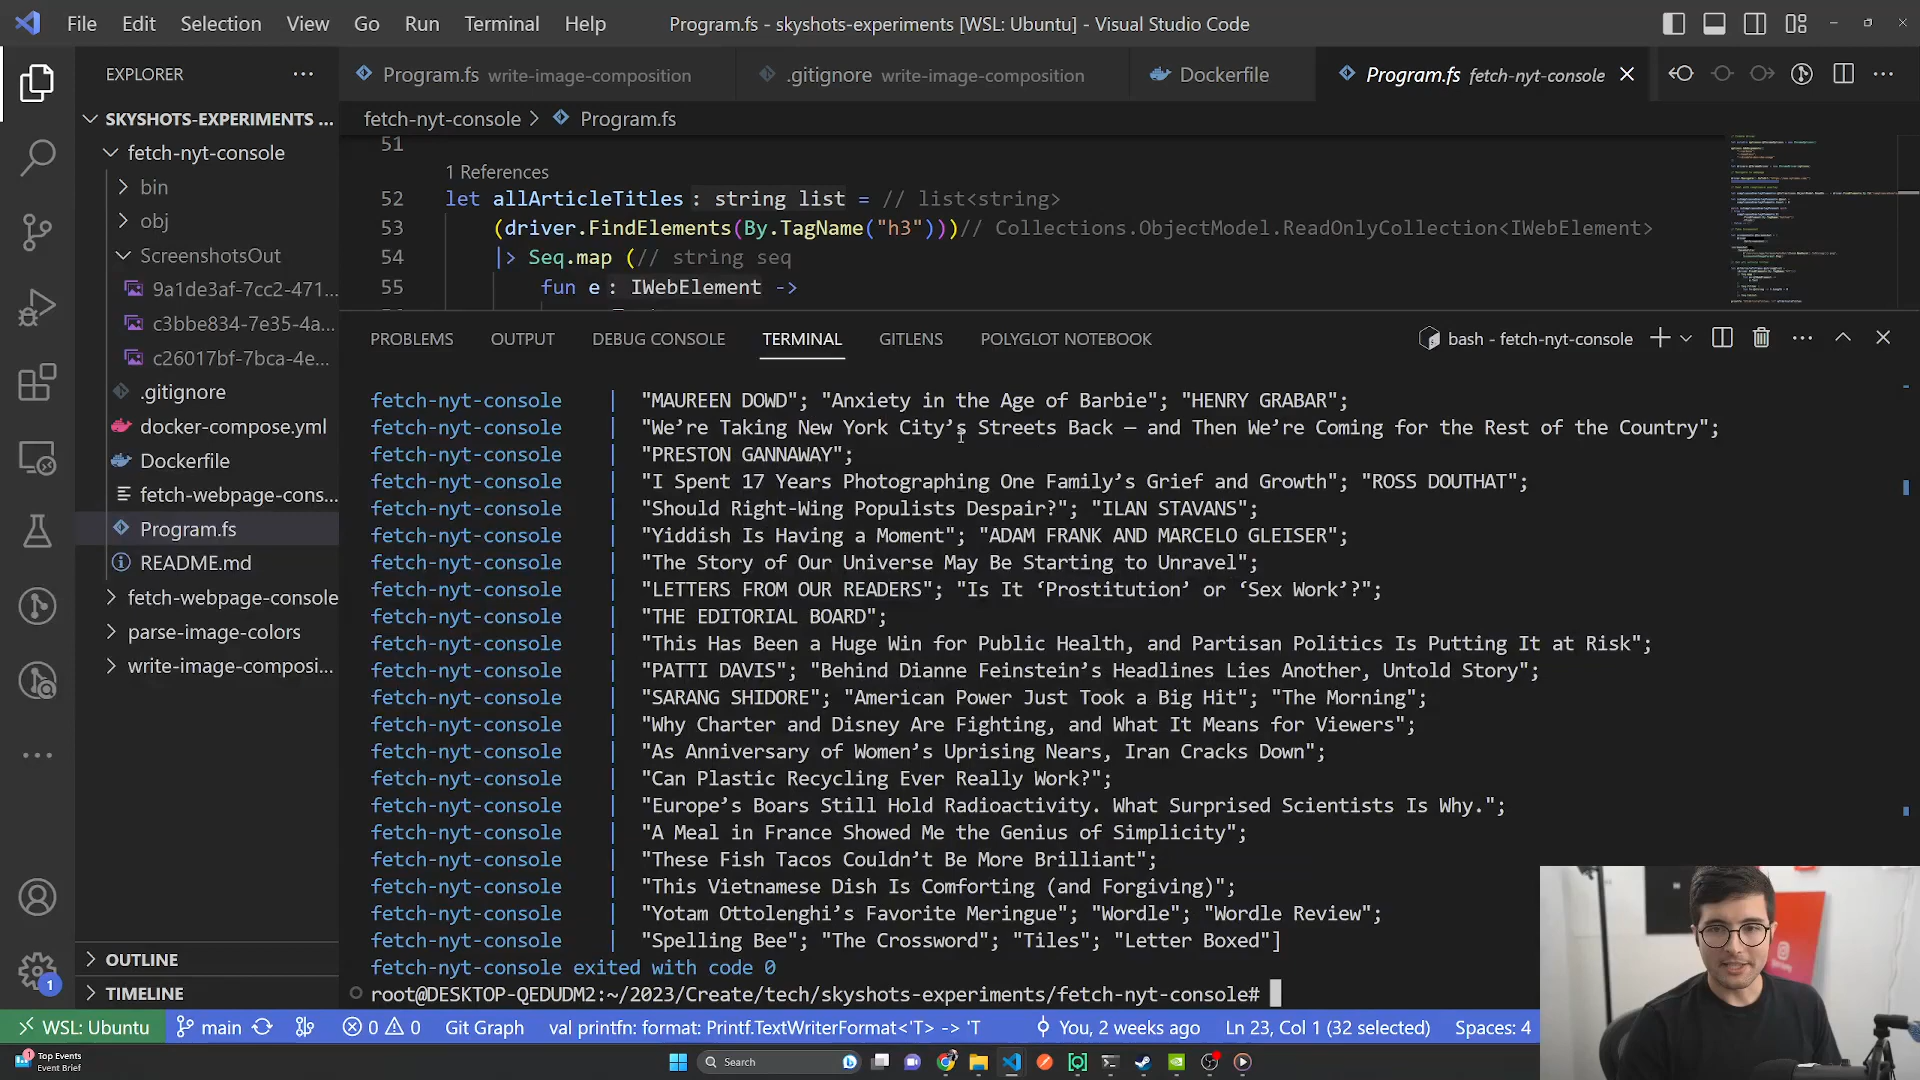 File Edit Selection View Go Run Terminal Help Program.fs - skyshots-experiments [WSL: Ubuntu] - Visual Studio Code
EXPLORER
Program.fs write-image-composition .gitignore write-image-composition Dockerfile Program.fs fetch-nyt-console
SKYSHOTS-EXPERIMENTS ...
fetch-nyt-console
bin
obj
ScreenshotsOut
9a1de3af-7cc2-471...
c3bbe834-7e35-4a...
c26017bf-7bca-4e...
.gitignore
docker-compose.yml
Dockerfile
fetch-webpage-cons...
Program.fs
README.md
fetch-webpage-console
parse-image-colors
write-image-composi...
OUTLINE
TIMELINE
fetch-nyt-console > Program.fs
51
1 References
52 let allArticleTitles: string list = // list<string>
53 (driver.FindElements(By.TagName("h3")))// Collections.ObjectModel.ReadOnlyCollection<IWebElement>
54 |> Seq.map (// string seq
55 fun e: IWebElement ->
PROBLEMS OUTPUT DEBUG CONSOLE TERMINAL GITLENS POLYGLOT NOTEBOOK bash - fetch-nyt-console
fetch-nyt-console | "MAUREEN DOWD"; "Anxiety in the Age of Barbie"; "HENRY GRABAR";
fetch-nyt-console | "We’re Taking New York City’s Streets Back — and Then We’re Coming for the Rest of the Country";
fetch-nyt-console | "PRESTON GANNAWAY";
fetch-nyt-console | "I Spent 17 Years Photographing One Family’s Grief and Growth"; "ROSS DOUTHAT";
fetch-nyt-console | "Should Right-Wing Populists Despair?"; "ILAN STAVANS";
fetch-nyt-console | "Yiddish Is Having a Moment"; "ADAM FRANK AND MARCELO GLEISER";
fetch-nyt-console | "The Story of Our Universe May Be Starting to Unravel";
fetch-nyt-console | "LETTERS FROM OUR READERS"; "Is It ‘Prostitution’ or ‘Sex Work’?";
fetch-nyt-console | "THE EDITORIAL BOARD";
fetch-nyt-console | "This Has Been a Huge Win for Public Health, and Partisan Politics Is Putting It at Risk";
fetch-nyt-console | "PATTI DAVIS"; "Behind Dianne Feinstein’s Headlines Lies Another, Untold Story";
fetch-nyt-console | "SARANG SHIDORE"; "American Power Just Took a Big Hit"; "The Morning";
fetch-nyt-console | "Why Charter and Disney Are Fighting, and What It Means for Viewers";
fetch-nyt-console | "As Anniversary of Women’s Uprising Nears, Iran Cracks Down";
fetch-nyt-console | "Can Plastic Recycling Ever Really Work?";
fetch-nyt-console | "Europe’s Boars Still Hold Radioactivity. What Surprised Scientists Is Why.";
fetch-nyt-console | "A Meal in France Showed Me the Genius of Simplicity";
fetch-nyt-console | "These Fish Tacos Couldn’t Be More Brilliant";
fetch-nyt-console | "This Vietnamese Dish Is Comforting (and Forgiving)";
fetch-nyt-console | "Yotam Ottolenghi’s Favorite Meringue"; "Wordle"; "Wordle Review";
fetch-nyt-console | "Spelling Bee"; "The Crossword"; "Tiles"; "Letter Boxed"]
fetch-nyt-console exited with code 0
root@DESKTOP-QEDUDM2:~/2023/Create/tech/skyshots-experiments/fetch-nyt-console#
1
WSL: Ubuntu main 0 0 Git Graph val printfn: format: Printf.TextWriterFormat<'T> -> 'T You, 2 weeks ago Ln 23, Col 1 (32 selected) Spaces: 4
1 Top Events
Event Brief
Search